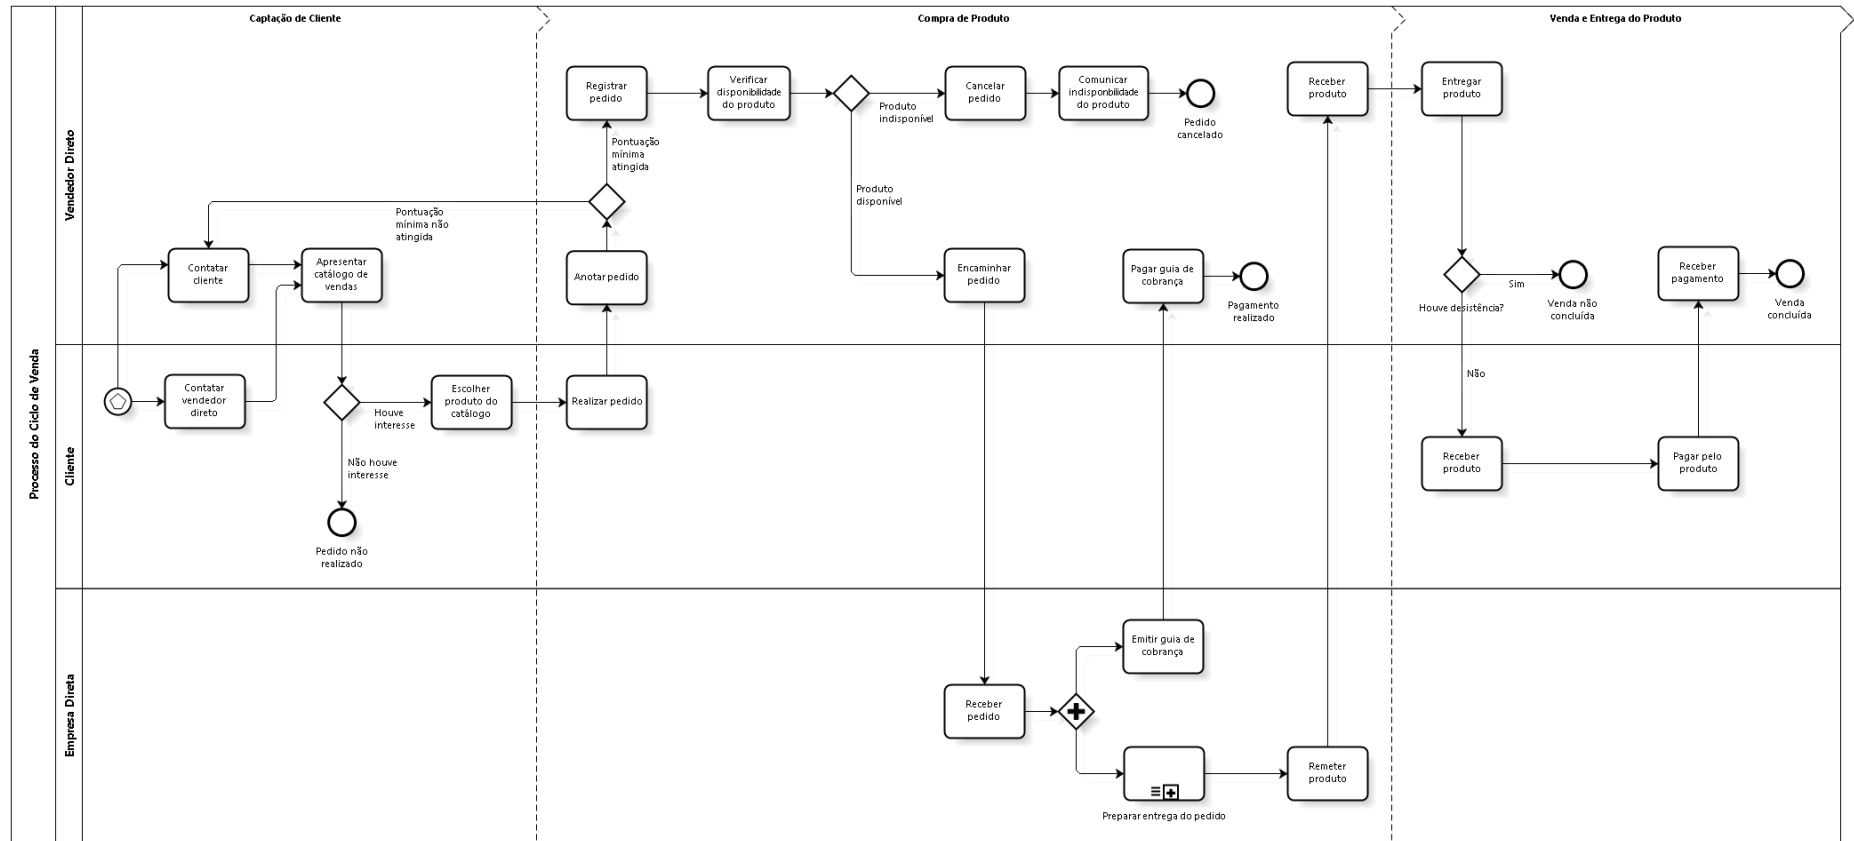 Captação de Cliente
Compra de Produto
Venda e Entrega do Produto
Processo do Ciclo de Venda
Vendedor Direto
Cliente
Empresa Direta
Registrar
pedido
Verificar
disponibilidade
do produto
Produto
indisponível
Cancelar
pedido
Comunicar
indisponbilidade
do produto
Pedido
cancelado
Receber
produto
Entregar
produto
Pontuação
mínima
atingida
Produto
disponível
Pontuação
mínima não
atingida
Contatar
cliente
Apresentar
catálogo de
vendas
Anotar pedido
Encaminhar
pedido
Pagar guia de
cobrança
Pagamento
realizado
Houve desistência?
Sim
Venda não
concluída
Receber
pagamento
Venda
concluída
Não
Contatar
vendedor
direto
Houve
interesse
Escolher
produto do
catálogo
Realizar pedido
Não houve
interesse
Pedido não
realizado
Receber
produto
Pagar pelo
produto
Emitir guia de
cobrança
Receber
pedido
Preparar entrega do pedido
Remeter
produto